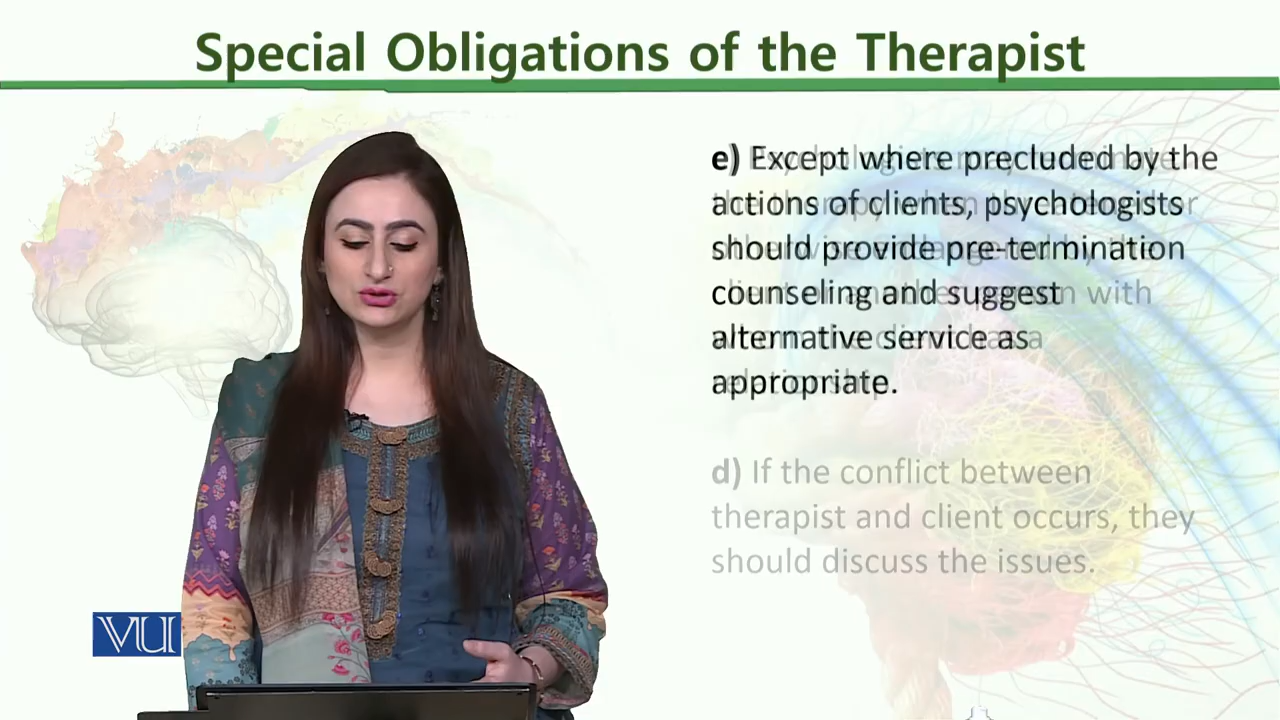 Special Obligations of the Therapist
e) Except where precluded by the
actions of clients, psychologists
should provide pre-termination
counseling and suggest
alternative service as
appropriate.
d) If the conflict between
therapist and client occurs, they
should discuss the issues.
VU